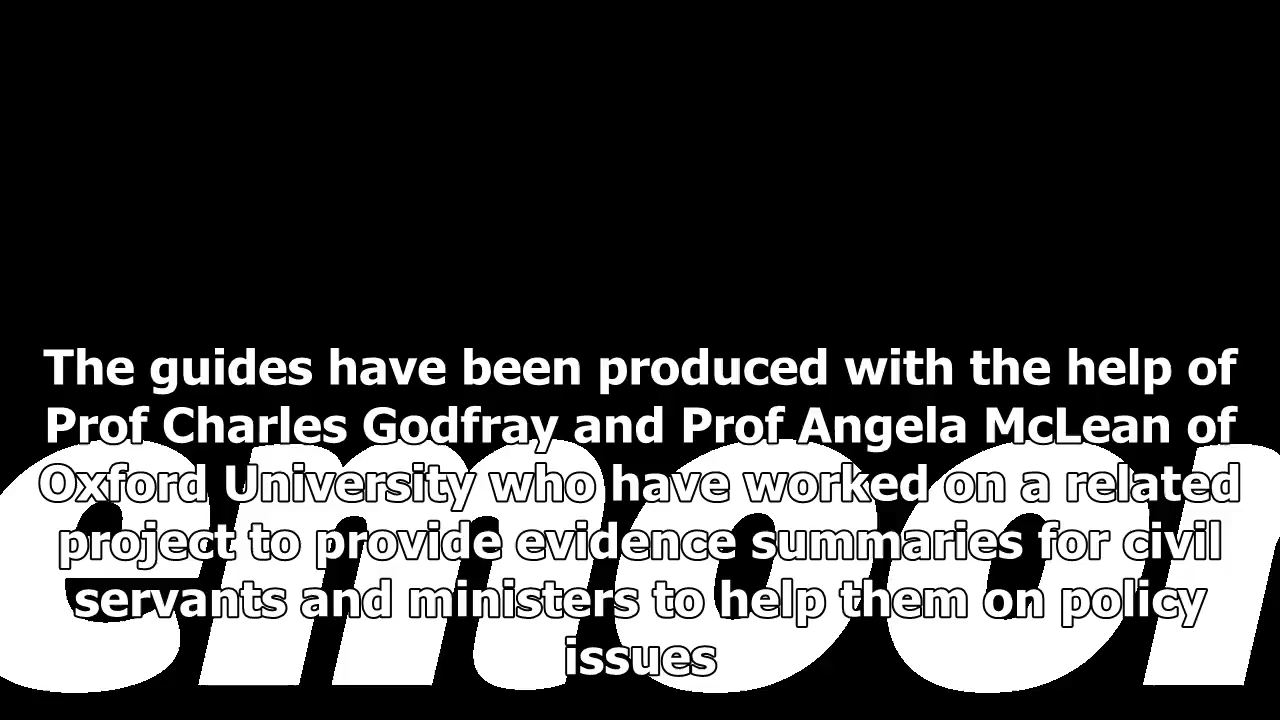 The guides have been produced with the help of
Prof Charles Godfray and Prof Angela McLean of
Oxford University who have worked on a related
project to provide evidence summaries for civil
servants and ministers to help them on policy
issues